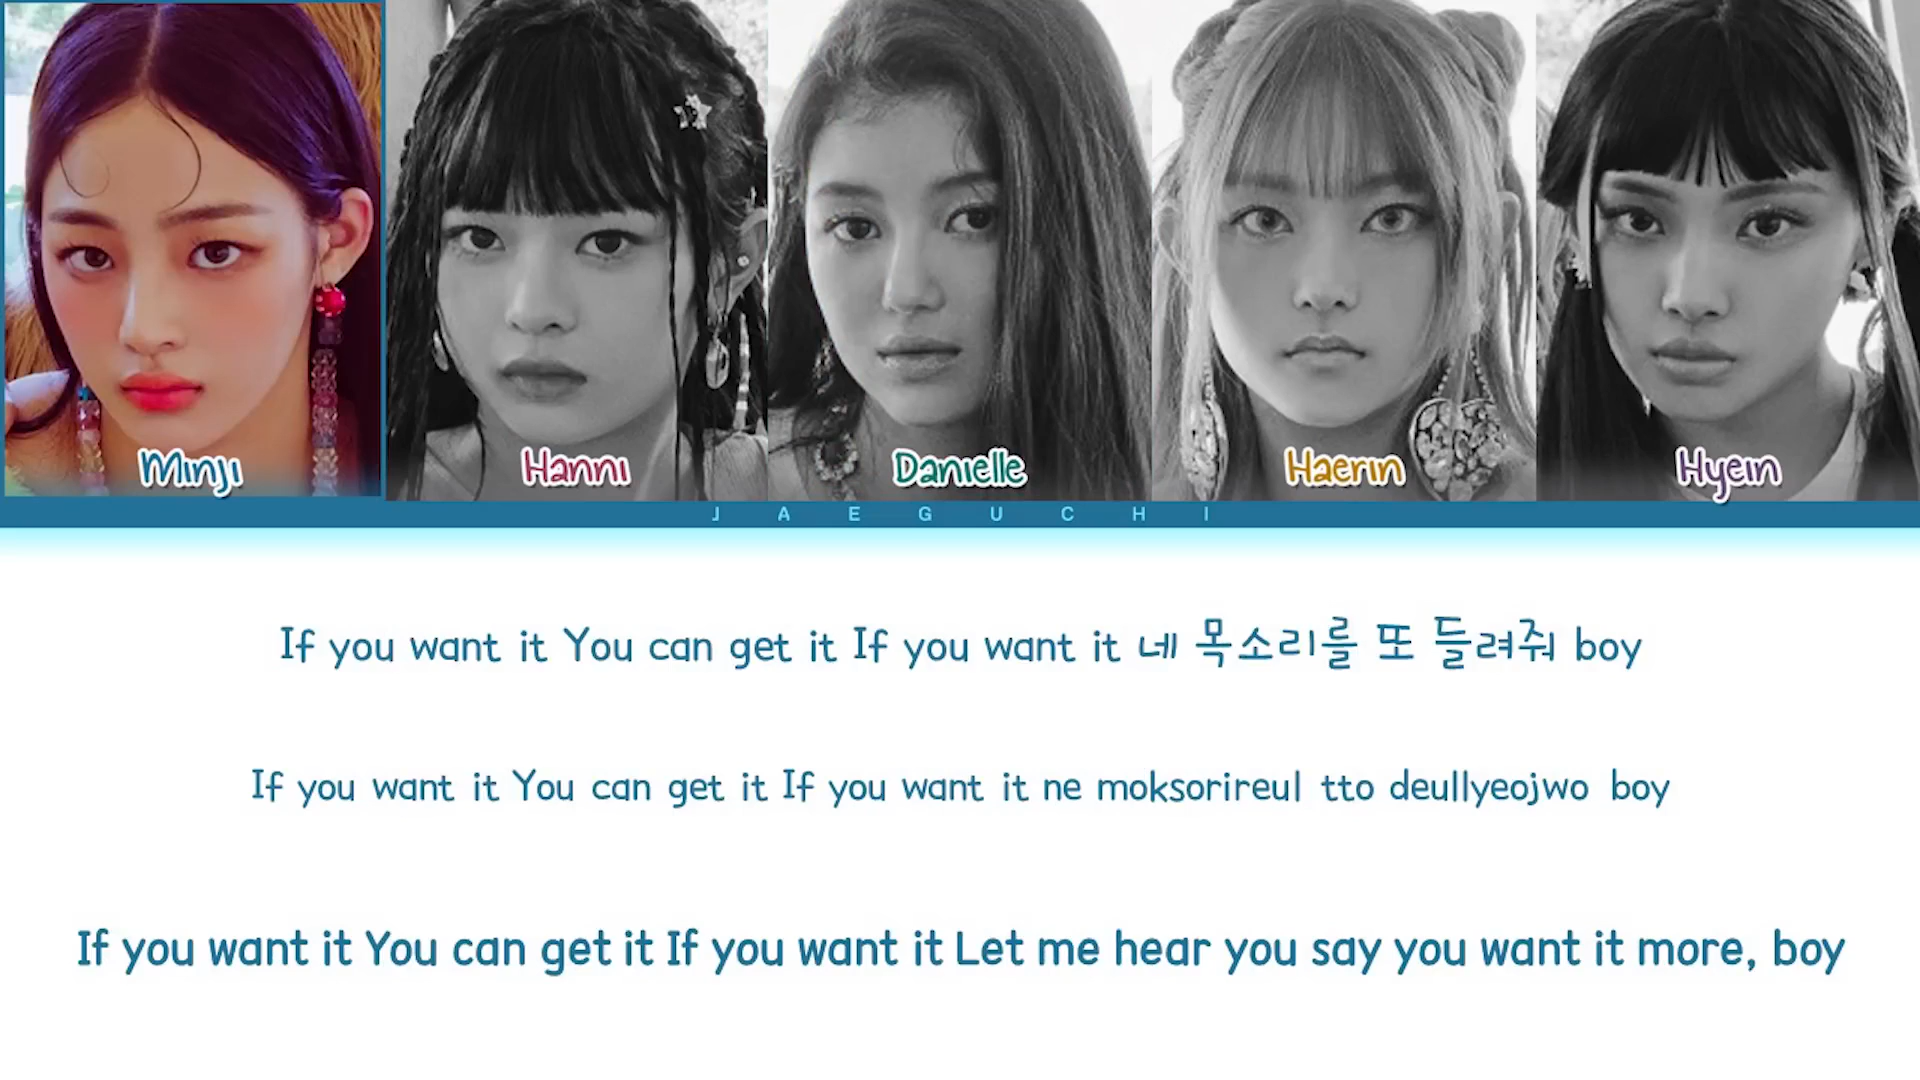 Minji Hanni Danielle Haerin Hyein
JAEGUCHI
If you want it You can get it If you want it 네 목소리를 또 들려줘 boy
If you want it You can get it If you want it ne moksorireul tto deullyeojwo boy
If you want it You can get it If you want it Let me hear you say you want it more, boy